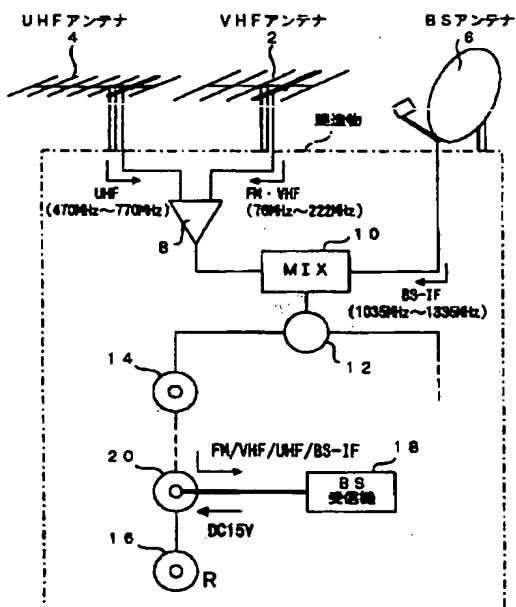 UHFアンテナ
4
VHFアンテナ
2
BSアンテナ
6
建造物
UHF
(470MHz～770MHz)
FM・VHF
(76MHz～222MHz)
8
10
MIX
BS-IF
(1035MHz～1335MHz)
12
14
FM/VHF/UHF/BS-IF
18
20
BS
受信機
DC15V
16
R